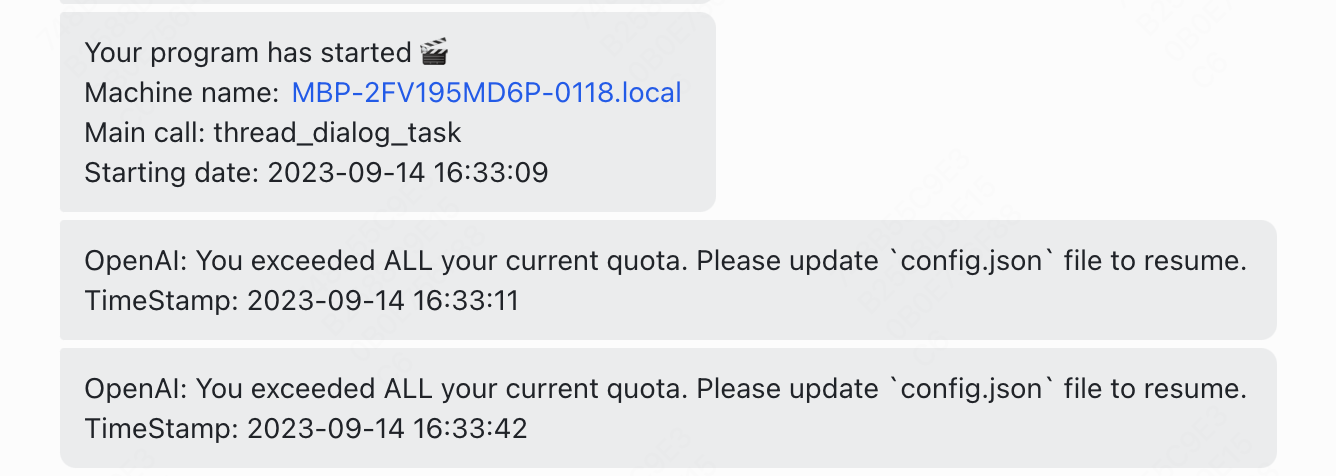 Your program has started 🎬
Machine name: MBP-2FV195MD6P-0118.local
Main call: thread_dialog_task
Starting date: 2023-09-14 16:33:09
OpenAI: You exceeded ALL your current quota. Please update `config.json` file to resume.
TimeStamp: 2023-09-14 16:33:11
OpenAI: You exceeded ALL your current quota. Please update `config.json` file to resume.
TimeStamp: 2023-09-14 16:33:42